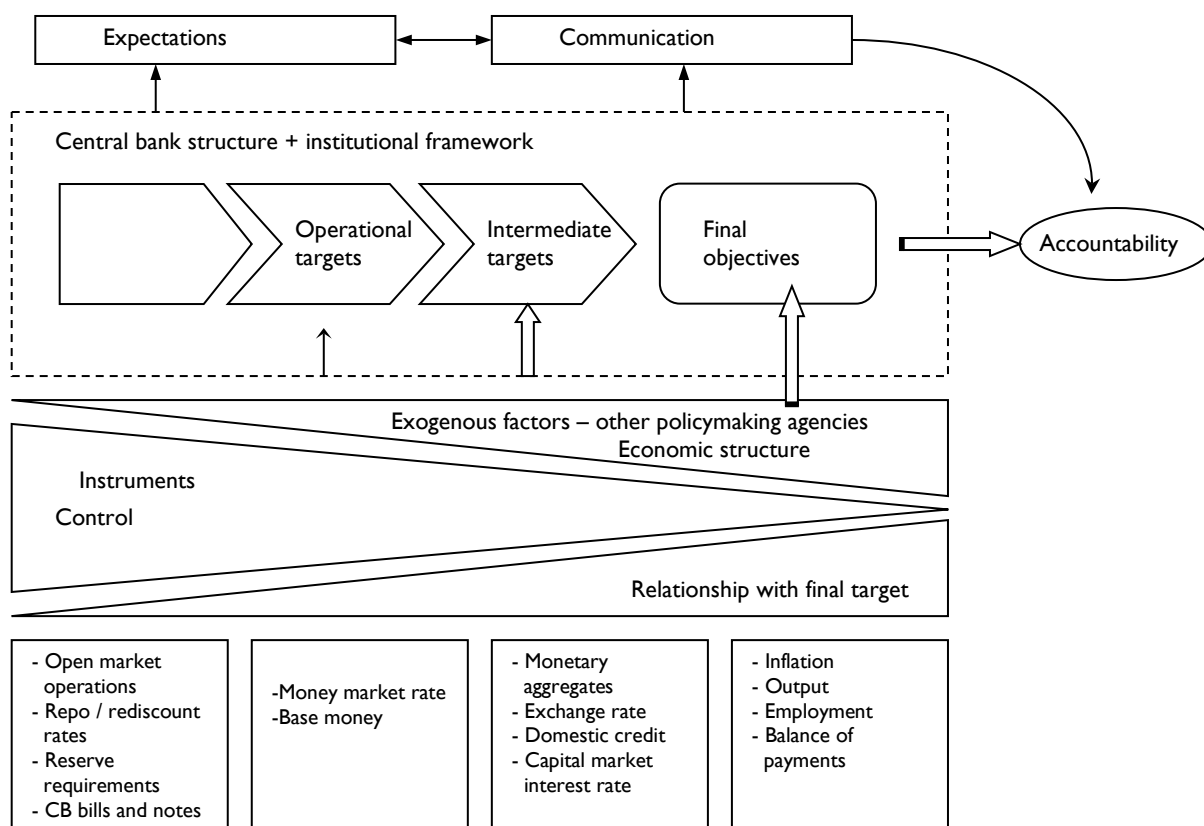 Expectations
Communication
Central bank structure + institutional framework
Operational
targets
Intermediate
targets
Final
objectives
Accountability
Exogenous factors – other policymaking agencies
Economic structure
Instruments
Control
Relationship with final target
- Open market
operations
- Repo / rediscount
rates
- Reserve
requirements
- CB bills and notes
-Money market rate
-Base money
- Monetary
aggregates
- Exchange rate
- Domestic credit
- Capital market
interest rate
- Inflation
- Output
- Employment
- Balance of
payments